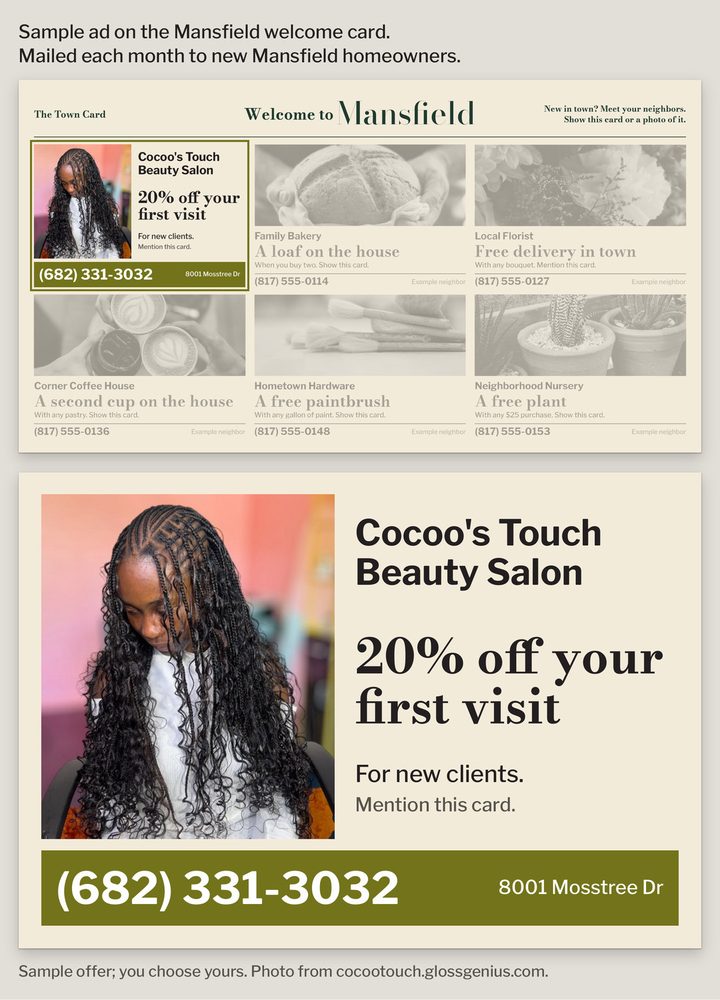 Sample ad on the Mansfield welcome card.
Mailed each month to new Mansfield homeowners.
The Town Card
Welcome to Mansfield
New in town? Meet your neighbors.
Show this card or a photo of it.
Cocoo's Touch
Beauty Salon
20% off your
first visit
For new clients.
Mention this card.
(682) 331-3032
8001 Mosstree Dr
Family Bakery
A loaf on the house
When you buy two. Show this card.
(817) 555-0114
Example neighbor
Local Florist
Free delivery in town
With any bouquet. Mention this card.
(817) 555-0127
Example neighbor
Corner Coffee House
A second cup on the house
With any pastry. Show this card.
(817) 555-0136
Example neighbor
Hometown Hardware
A free paintbrush
With any gallon of paint. Show this card.
(817) 555-0148
Example neighbor
Neighborhood Nursery
A free plant
With any $25 purchase. Show this card.
(817) 555-0153
Example neighbor
Cocoo's Touch
Beauty Salon
20% off your
first visit
For new clients.
Mention this card.
(682) 331-3032
8001 Mosstree Dr
Sample offer; you choose yours. Photo from cocootouch.glossgenius.com.